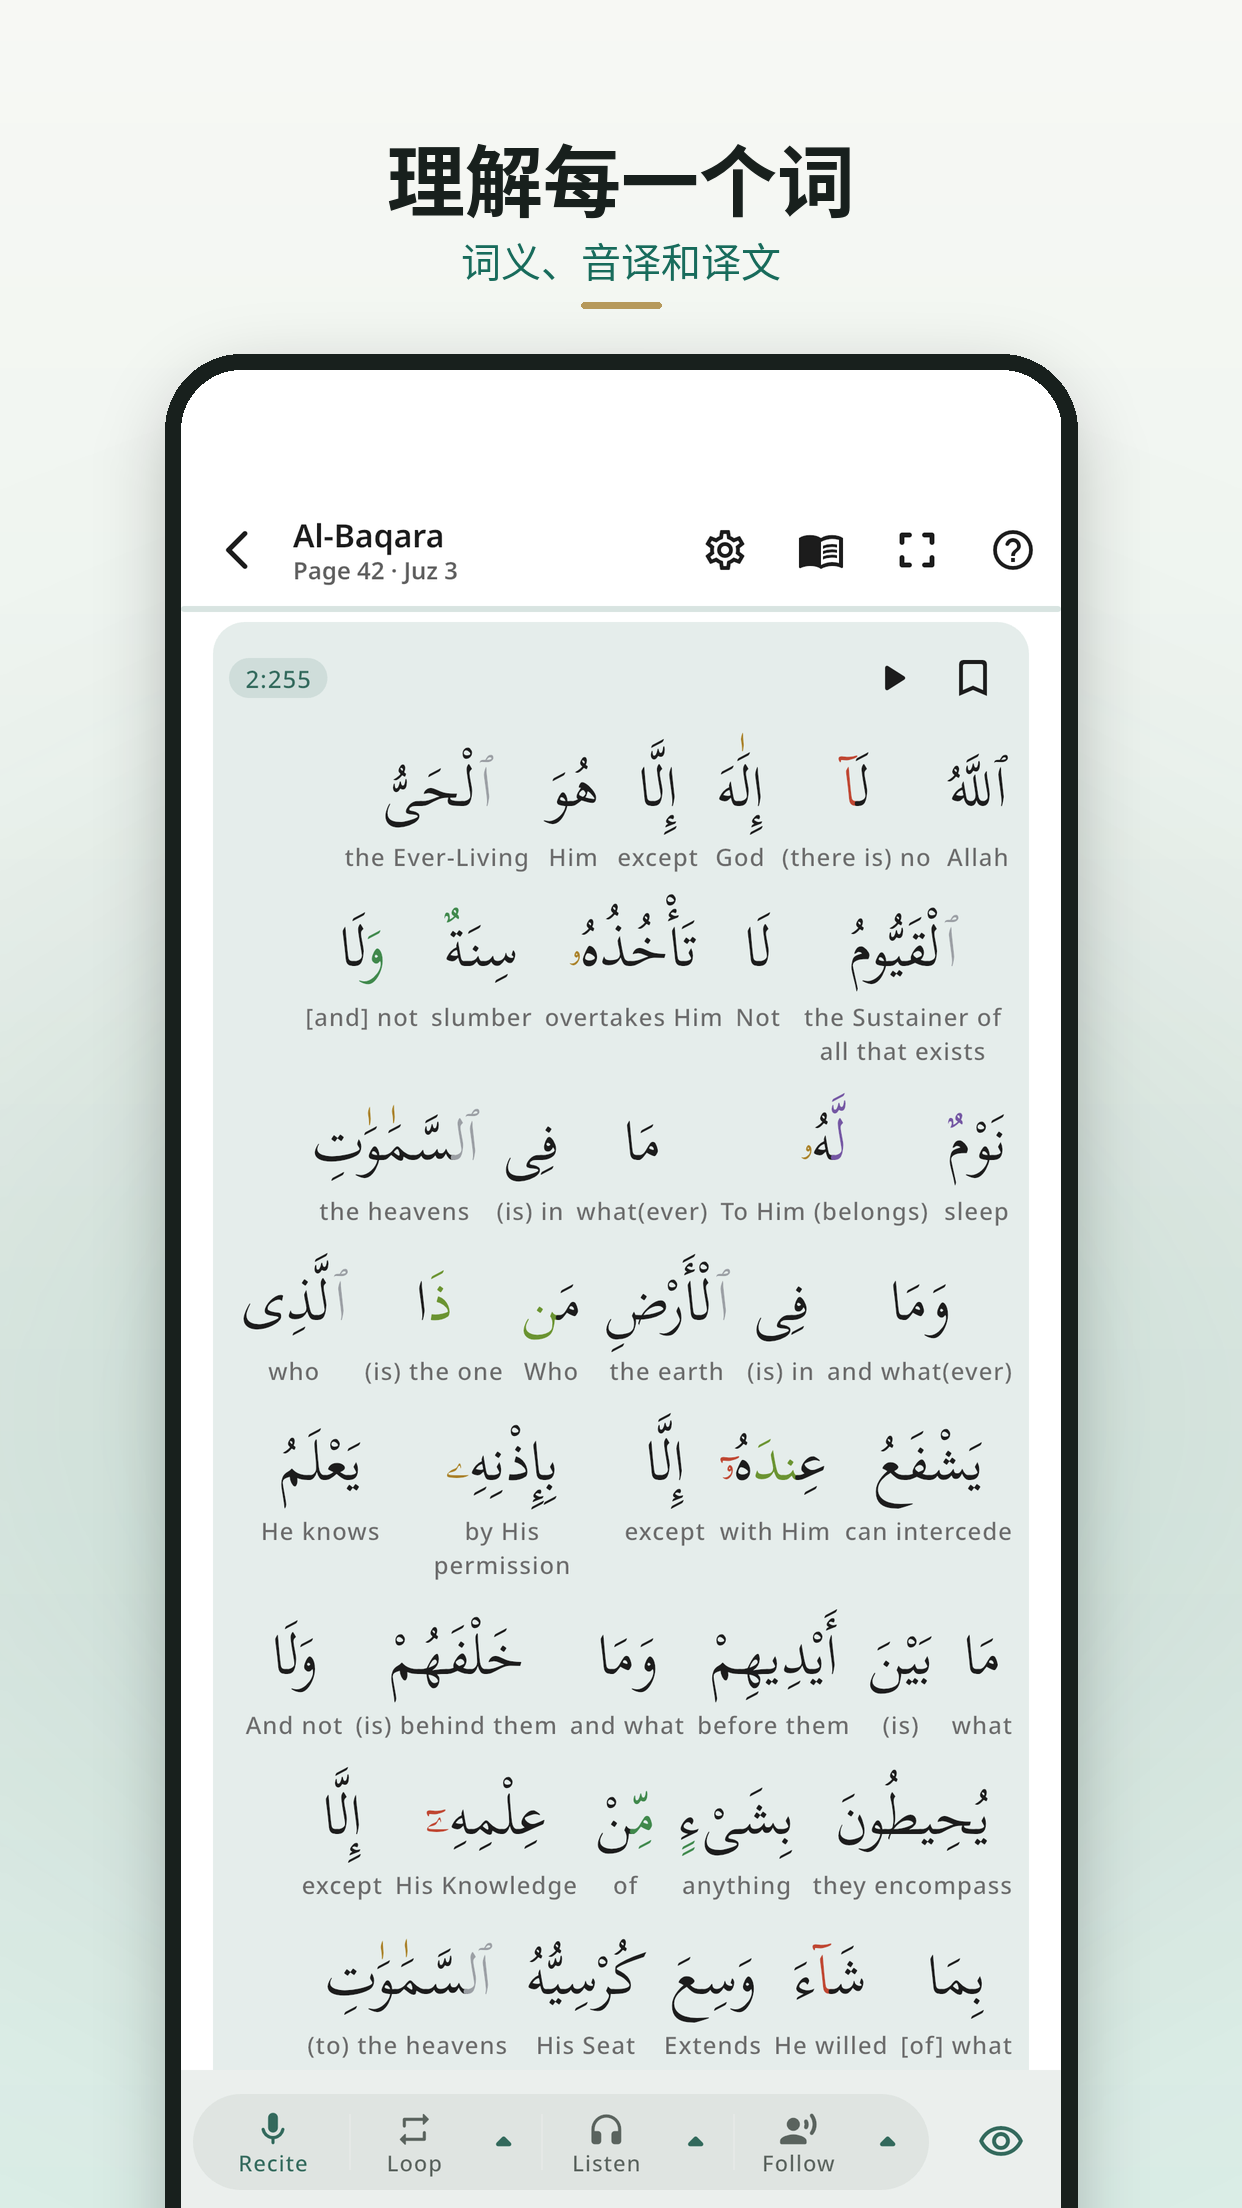 理解每一个词
词义、音译和译文
Al-Baqara
Page 42 · Juz 3
2:255
ٱللَّهُ لَآ إِلَٰهَ إِلَّا هُوَ ٱلْحَىُّ
the Ever-Living Him except God (there is) no Allah
ٱلْقَيُّومُ لَا تَأْخُذُهُۥ سِنَةٌ وَلَا
[and] not slumber overtakes Him Not the Sustainer of
all that exists
نَوْمٌ لَّهُۥ مَا فِى ٱلسَّمَٰوَٰتِ
the heavens (is) in what(ever) To Him (belongs) sleep
وَمَا فِى ٱلْأَرْضِ مَن ذَا ٱلَّذِى
who (is) the one Who the earth (is) in and what(ever)
يَشْفَعُ عِندَهُۥٓ إِلَّا بِإِذْنِهِۦ يَعْلَمُ
He knows by His except with Him can intercede
permission
مَا بَيْنَ أَيْدِيهِمْ وَمَا خَلْفَهُمْ وَلَا
And not (is) behind them and what before them (is) what
يُحِيطُونَ بِشَىْءٍ مِّنْ عِلْمِهِۦٓ إِلَّا
except His Knowledge of anything they encompass
بِمَا شَآءَ وَسِعَ كُرْسِيُّهُ ٱلسَّمَٰوَٰتِ
(to) the heavens His Seat Extends He willed [of] what
Recite Loop Listen Follow